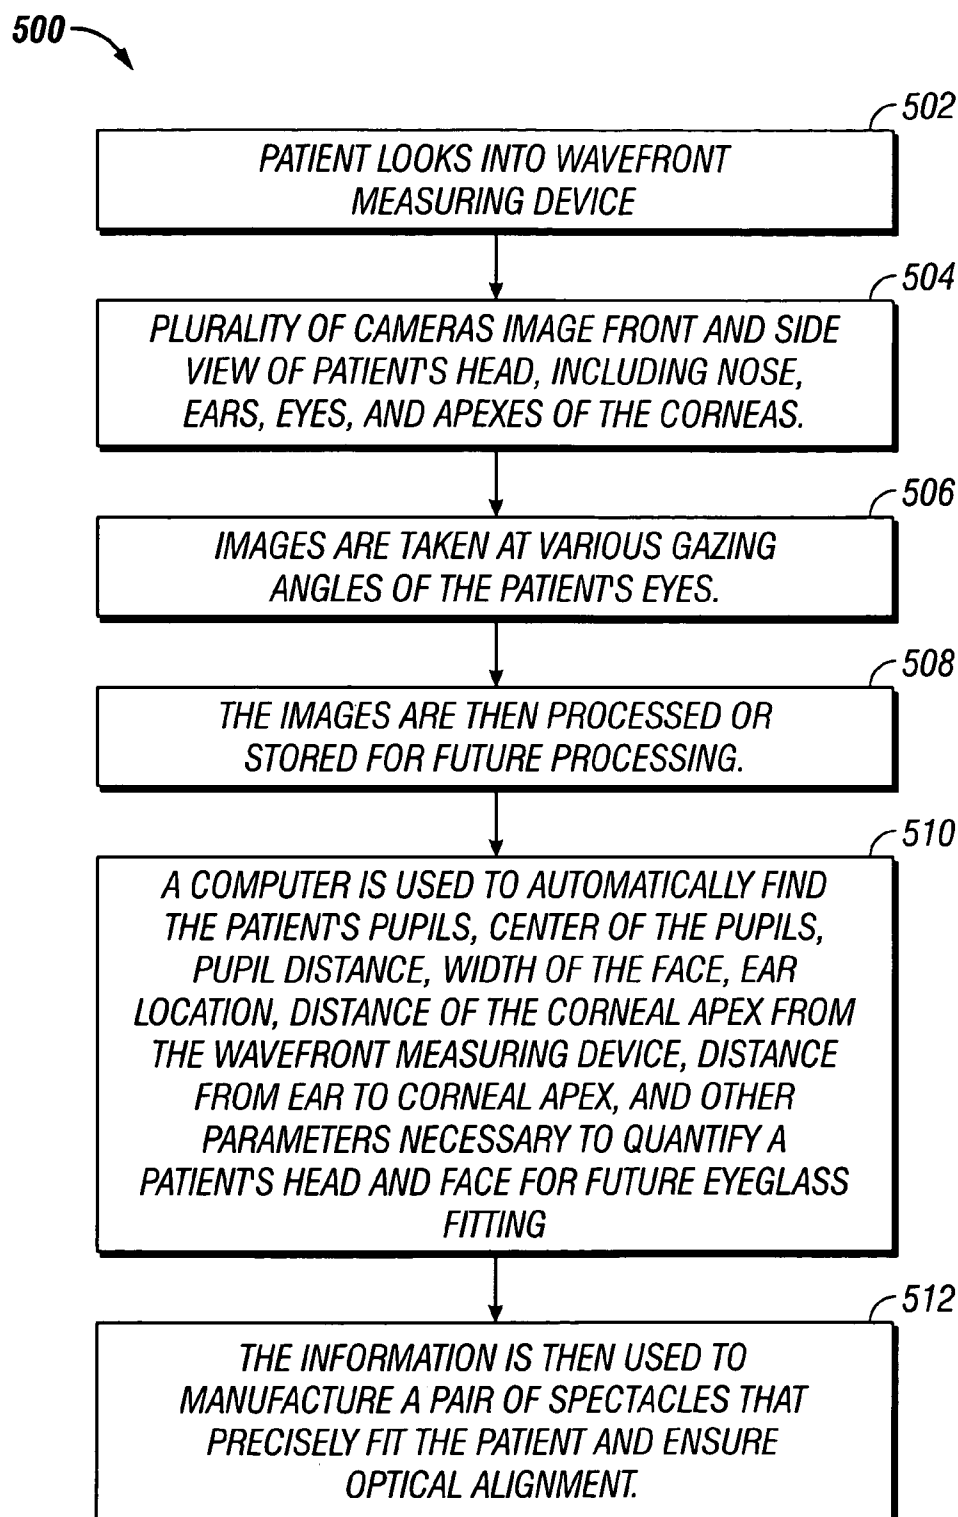 500
502
PATIENT LOOKS INTO WAVEFRONT
MEASURING DEVICE
504
PLURALITY OF CAMERAS IMAGE FRONT AND SIDE
VIEW OF PATIENT'S HEAD, INCLUDING NOSE,
EARS, EYES, AND APEXES OF THE CORNEAS.
506
IMAGES ARE TAKEN AT VARIOUS GAZING
ANGLES OF THE PATIENT'S EYES.
508
THE IMAGES ARE THEN PROCESSED OR
STORED FOR FUTURE PROCESSING.
510
A COMPUTER IS USED TO AUTOMATICALLY FIND
THE PATIENT'S PUPILS, CENTER OF THE PUPILS,
PUPIL DISTANCE, WIDTH OF THE FACE, EAR
LOCATION, DISTANCE OF THE CORNEAL APEX FROM
THE WAVEFRONT MEASURING DEVICE, DISTANCE
FROM EAR TO CORNEAL APEX, AND OTHER
PARAMETERS NECESSARY TO QUANTIFY A
PATIENT'S HEAD AND FACE FOR FUTURE EYEGLASS
FITTING
512
THE INFORMATION IS THEN USED TO
MANUFACTURE A PAIR OF SPECTACLES THAT
PRECISELY FIT THE PATIENT AND ENSURE
OPTICAL ALIGNMENT.